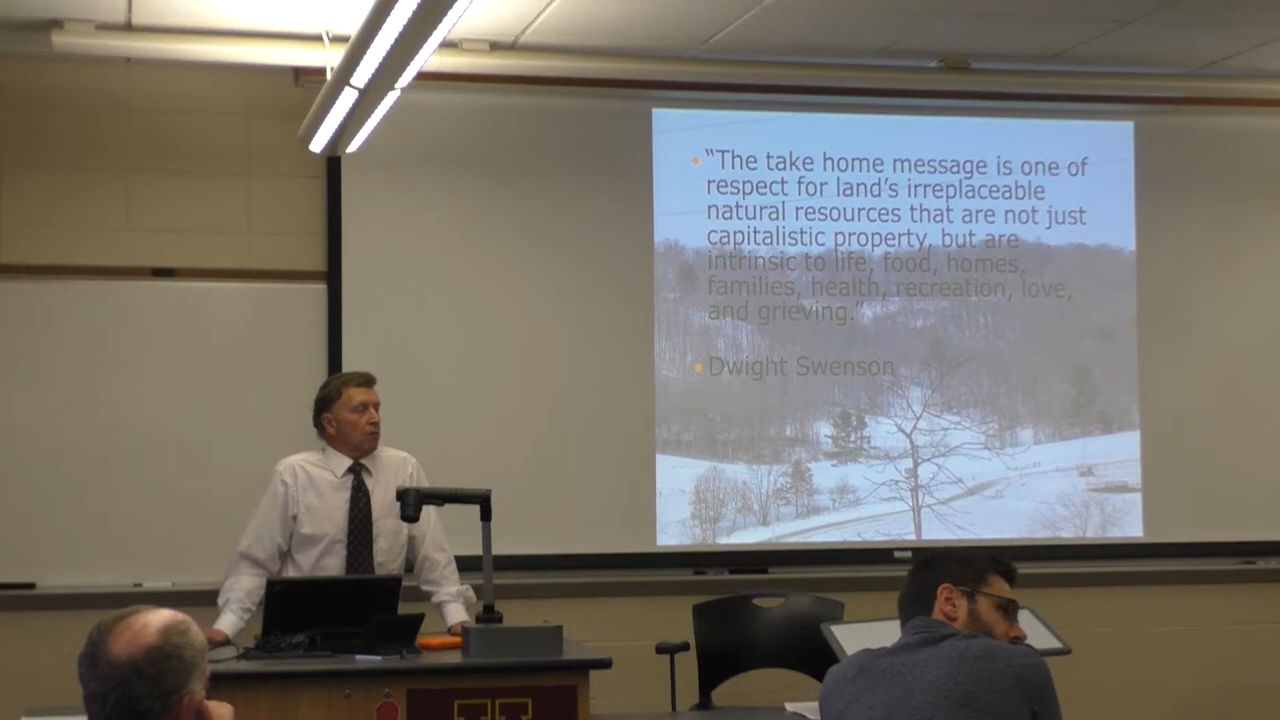 “The take home message is one of
respect for land’s irreplaceable
natural resources that are not just
capitalistic property, but are
intrinsic to life, food, homes,
families, health, recreation, love,
and grieving.”
Dwight Swenson